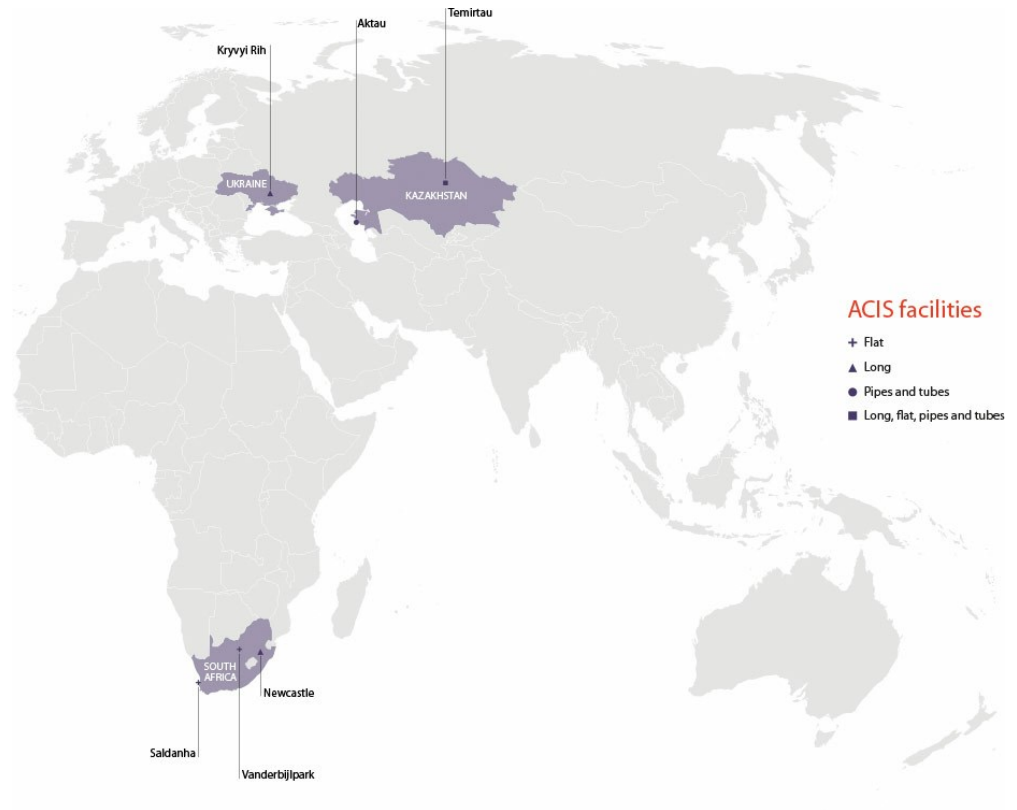 Temirtau
Aktau
Kryvyi Rih
UKRAINE
KAZAKHSTAN
ACIS facilities
Flat
Long
Pipes and tubes
Long, flat, pipes and tubes
SOUTH
AFRICA
Newcastle
Saldanha
Vanderbijlpark